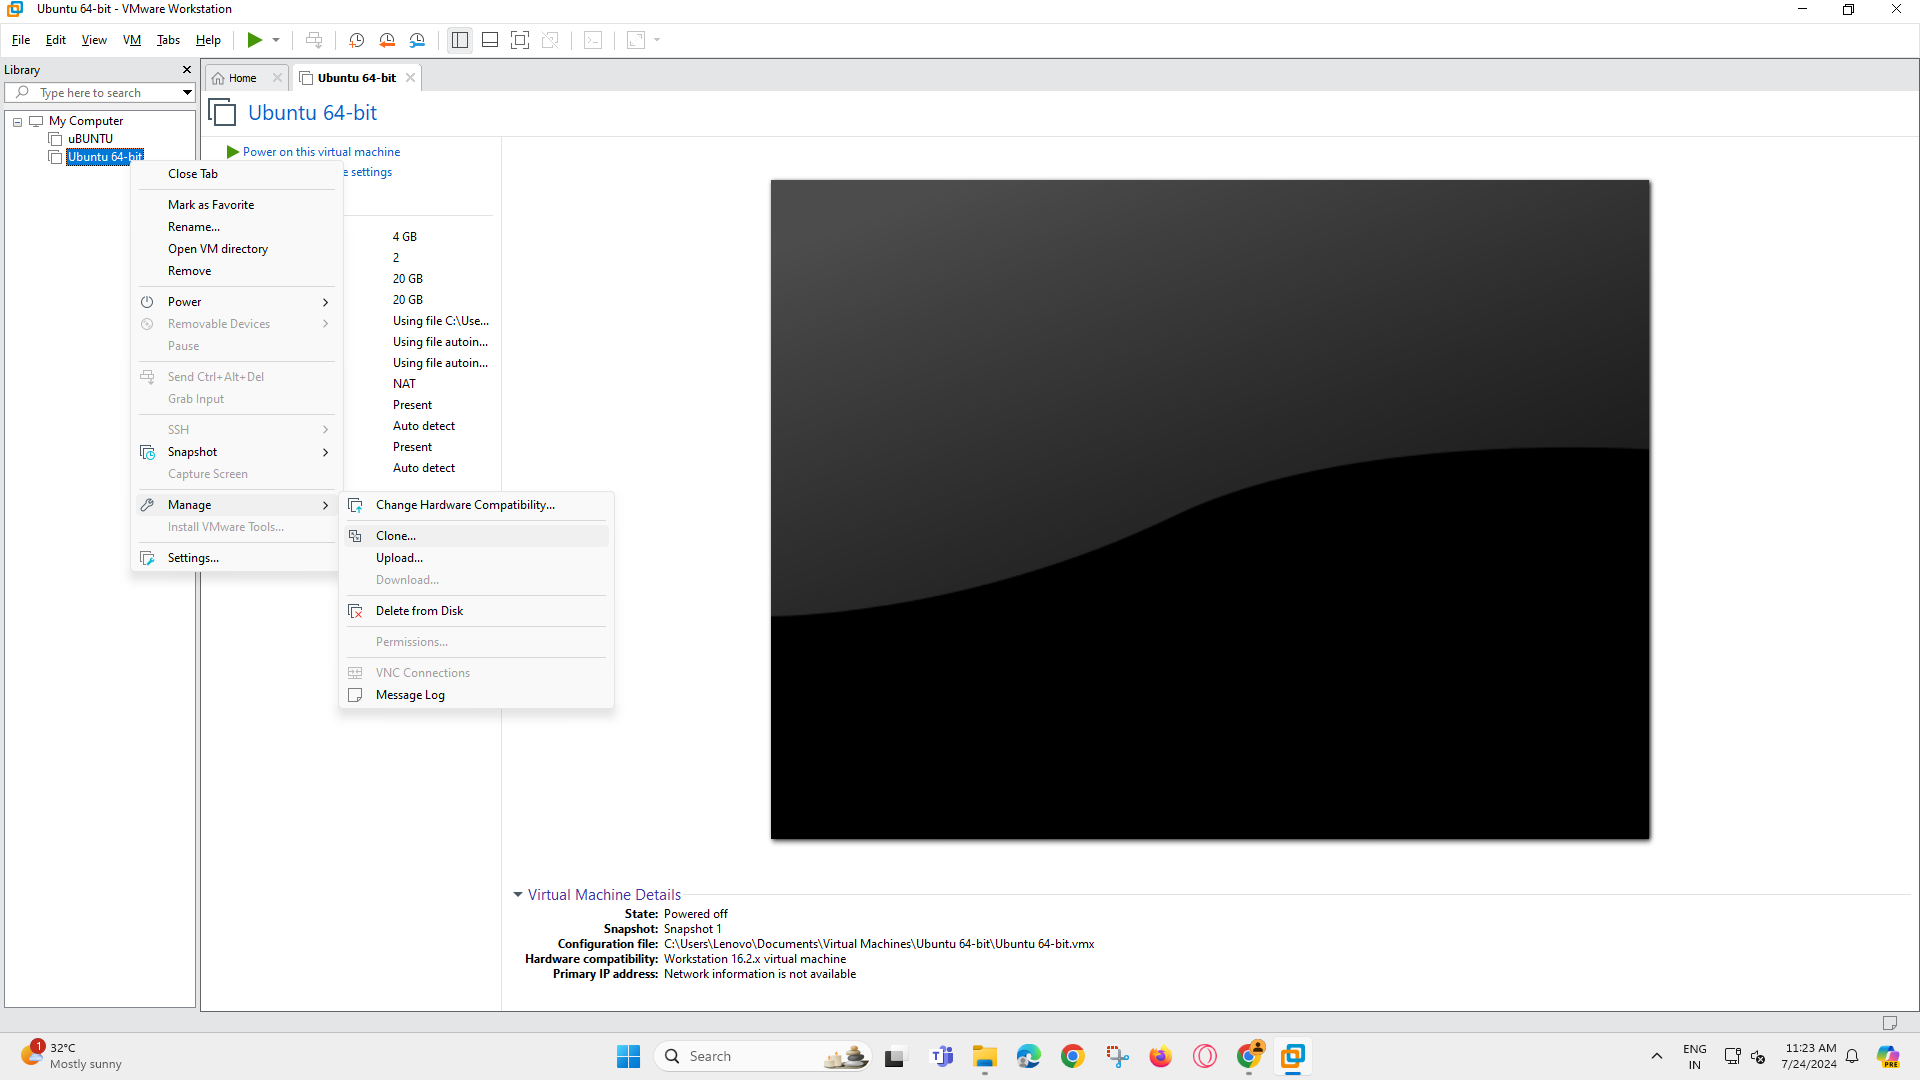 Ubuntu 64-bit - VMware Workstation
File Edit View VM Tabs Help
Library
Type here to search
My Computer
uBUNTU
Ubuntu 64-bit
Home
Ubuntu 64-bit
Ubuntu 64-bit
Power on this virtual machine
settings
4 GB
2
20 GB
20 GB
Using file C:\Use...
Using file autoin...
Using file autoin...
NAT
Present
Auto detect
Present
Auto detect
Close Tab
Mark as Favorite
Rename...
Open VM directory
Remove
Power
Removable Devices
Pause
Send Ctrl+Alt+Del
Grab Input
SSH
Snapshot
Capture Screen
Manage
Install VMware Tools...
Settings...
Change Hardware Compatibility...
Clone...
Upload...
Download...
Delete from Disk
Permissions...
VNC Connections
Message Log
Virtual Machine Details
State: Powered off
Snapshot: Snapshot 1
Configuration file: C:\Users\Lenovo\Documents\Virtual Machines\Ubuntu 64-bit\Ubuntu 64-bit.vmx
Hardware compatibility: Workstation 16.2.x virtual machine
Primary IP address: Network information is not available
1
32°C
Mostly sunny
Search
ENG
IN
11:23 AM
7/24/2024
PRE